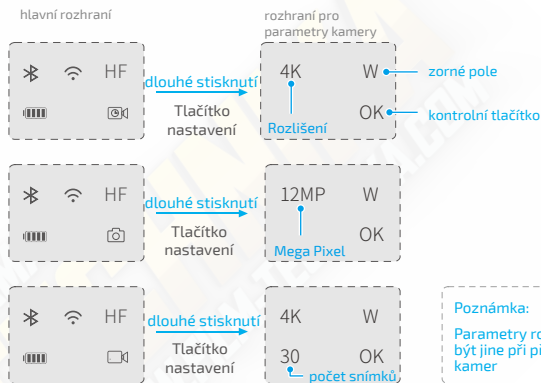 hlavní rozhraní
rozhraní pro
parametry kamery
HF
dlouhé stisknutí
Tlačítko
nastavení
4K W
zorné pole
Rozlišení
OK
kontrolní tlačítko
HF
dlouhé stisknutí
Tlačítko
nastavení
12MP W
Mega Pixel
OK
HF
dlouhé stisknutí
Tlačítko
nastavení
4K W
30 OK
počet snímků
Poznámka:
Parametry
být jine při
kamer